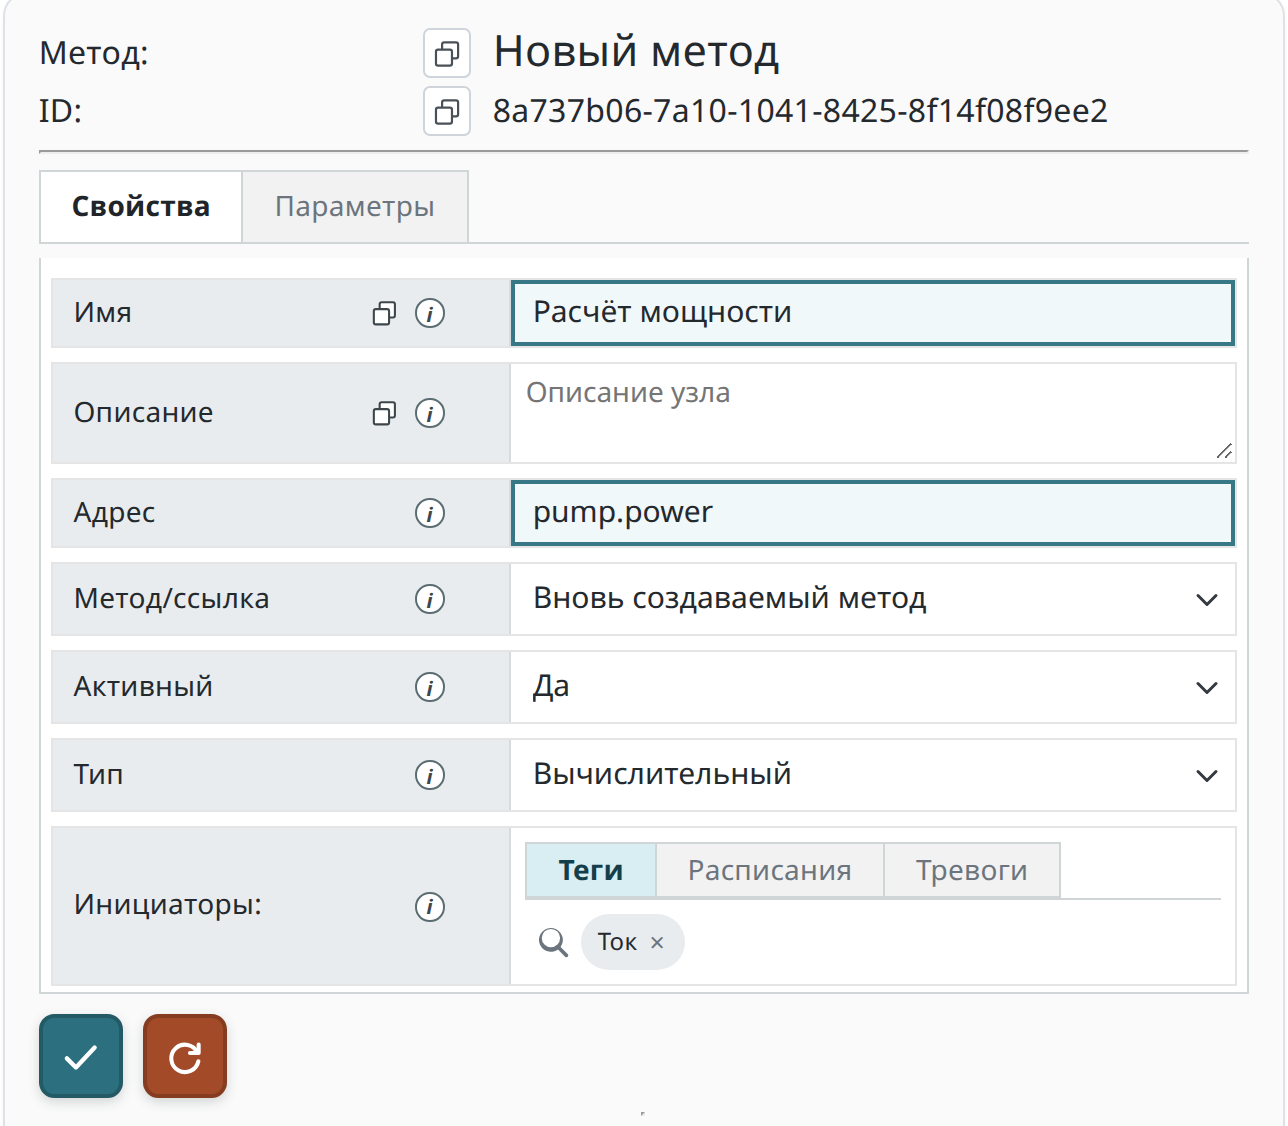 Метод: Новый метод
ID: 8a737b06-7a10-1041-8425-8f14f08f9ee2
Свойства Параметры
Имя i Расчёт мощности
Описание i Описание узла
Адрес i pump.power
Метод/ссылка i Вновь создаваемый метод
Активный i Да
Тип i Вычислительный
Теги Расписания Тревоги
Инициаторы: i
Ток ×